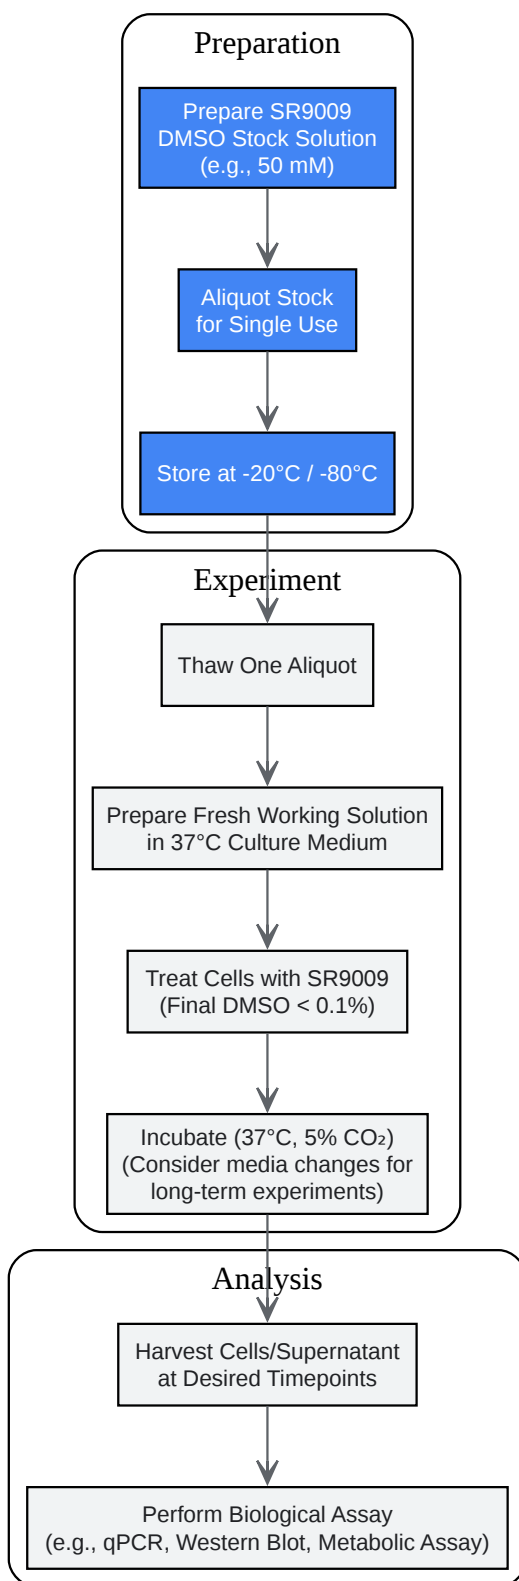 Preparation
Prepare SR9009
DMSO Stock Solution
(e.g., 50 mM)
Aliquot Stock
for Single Use
Store at -20°C / -80°C
Experiment
Thaw One Aliquot
Prepare Fresh Working Solution
in 37°C Culture Medium
Treat Cells with SR9009
(Final DMSO < 0.1%)
Incubate (37°C, 5% CO₂)
(Consider media changes for
long-term experiments)
Analysis
Harvest Cells/Supernatant
at Desired Timepoints
Perform Biological Assay
(e.g., qPCR, Western Blot, Metabolic Assay)